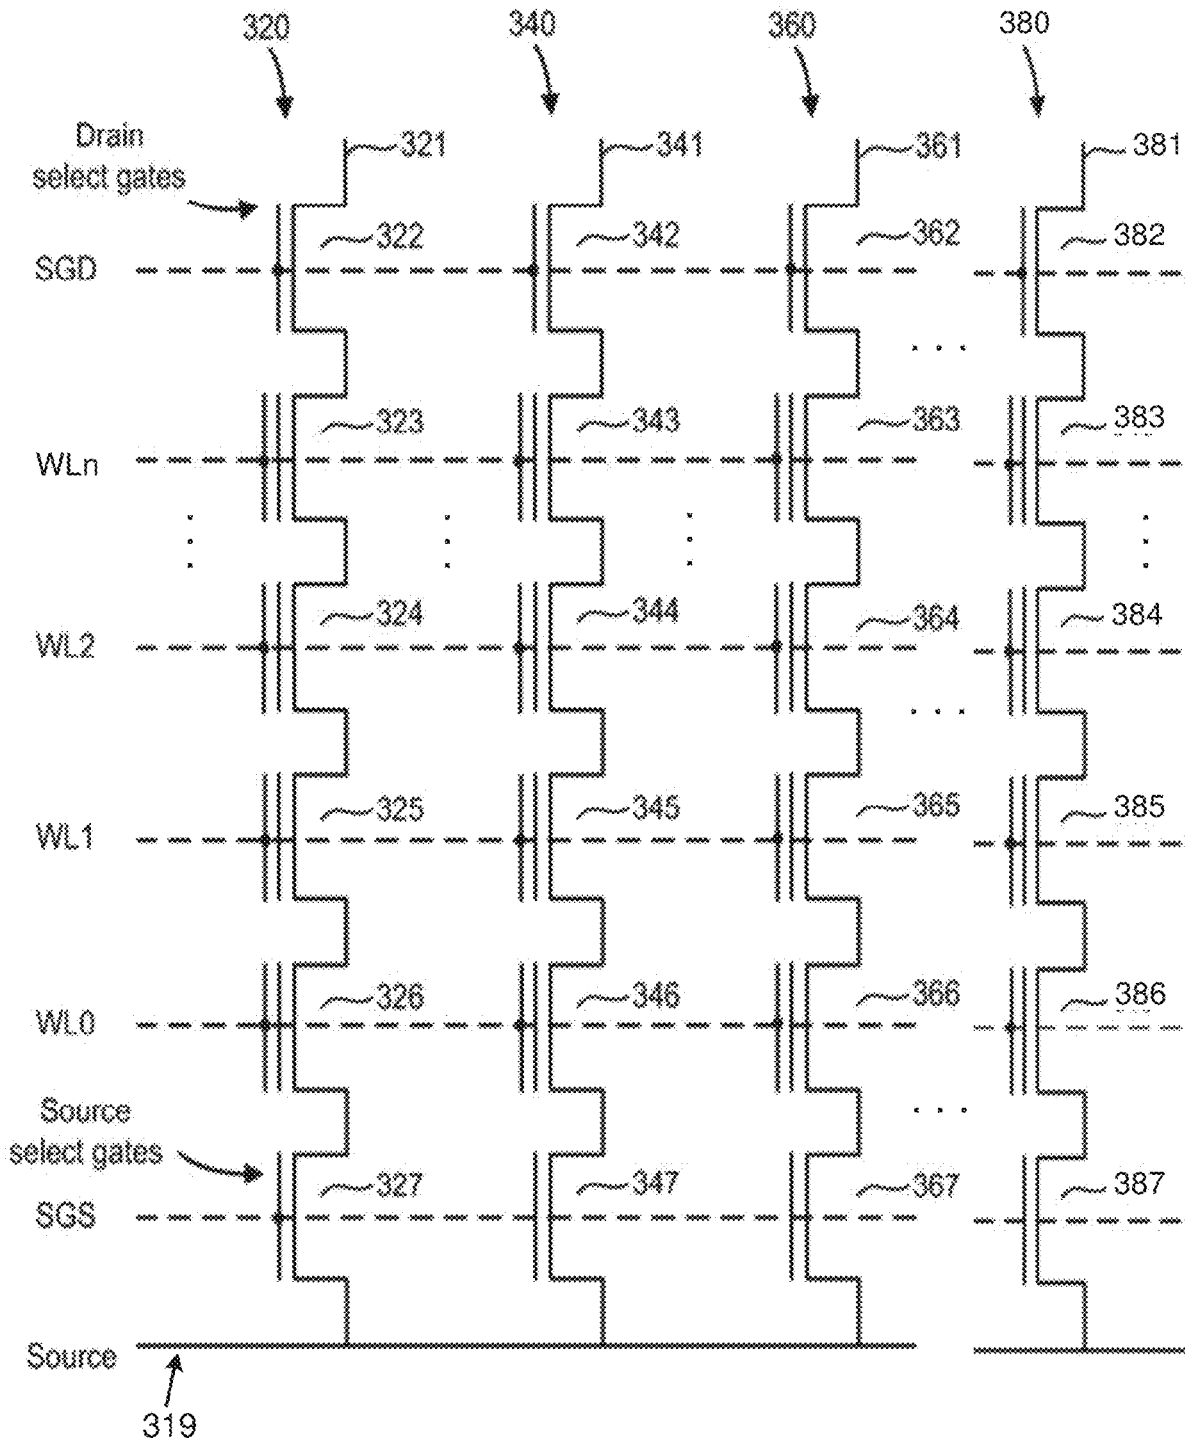 320 340 360 380
321 341 361 381
Drain
select gates
SGD 322 342 362 382
WLn 323 343 363 383
WL2 324 344 364 384
WL1 325 345 365 385
WL0 326 346 366 386
Source
select gates
SGS 327 347 367 387
Source
319